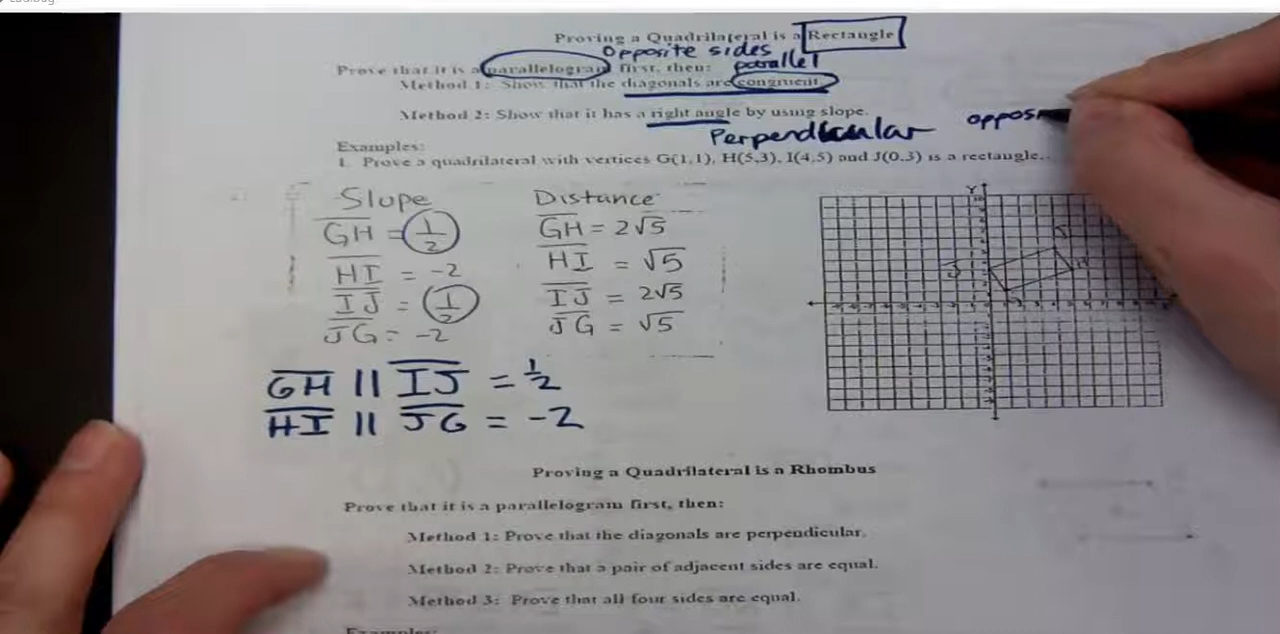 Proving a Quadrilateral is a Rectangle
Opposite sides
parallel
Prove that it is a parallelogram first, then:
Method 1: Show that the diagonals are congruent.
Method 2: Show that it has a right angle by using slope.
Perpendicular oppos
Examples:
1. Prove a quadrilateral with vertices G(1,1), H(5,3), I(4,5) and J(0,3) is a rectangle.
Slope
Distance
GH = 1/2
GH = 2√5
HI = -2
HI = √5
IJ = 1/2
IJ = 2√5
JG = -2
JG = √5
GH || IJ = 1/2
HI || JG = -2
Y
J
Proving a Quadrilateral is a Rhombus
Prove that it is a parallelogram first, then:
Method 1: Prove that the diagonals are perpendicular.
Method 2: Prove that a pair of adjacent sides are equal.
Method 3: Prove that all four sides are equal.
Examples: